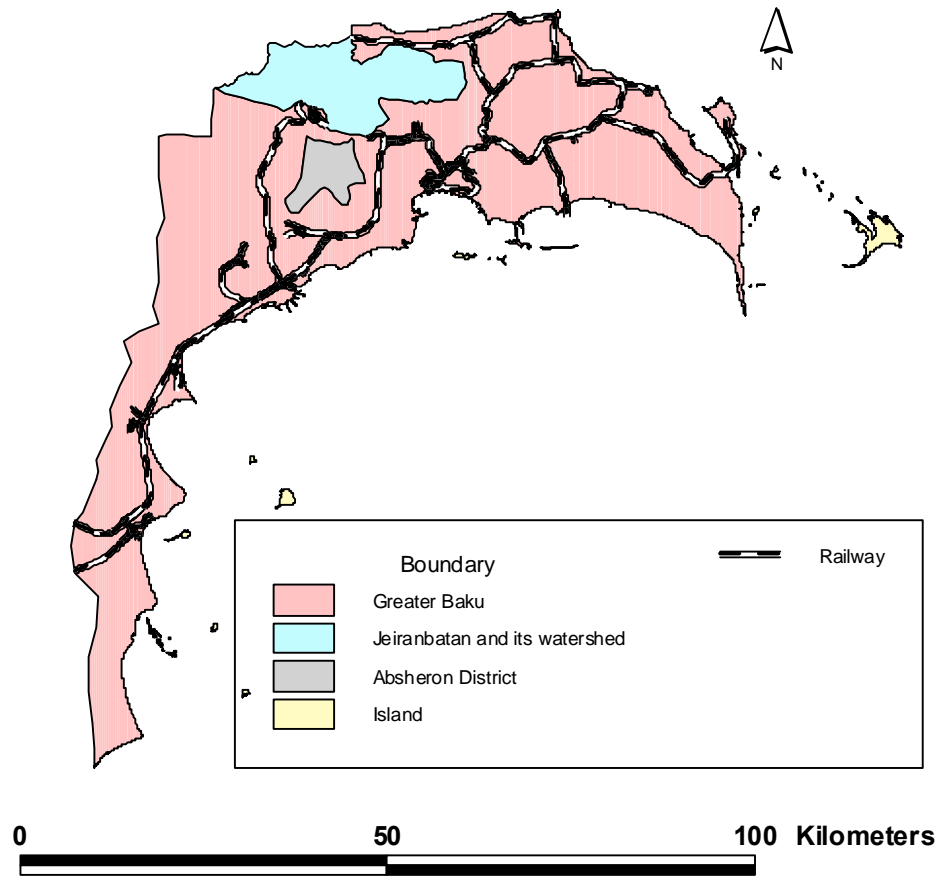 N
Boundary
Railway
Greater Baku
Jeiranbatan and its watershed
Absheron District
Island
0 50 100 Kilometers